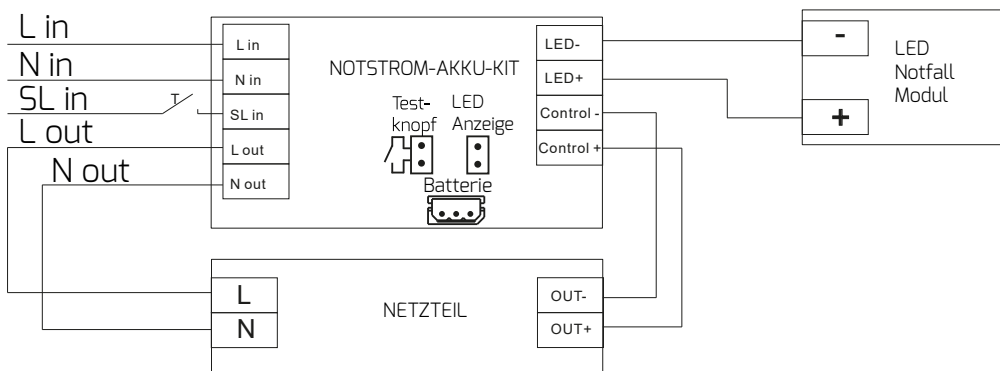 L in
N in
SL in
L out
N out
L in
N in
SL in
L out
N out
NOTSTROM-AKKU-KIT
Test-
knopf
LED
Anzeige
Batterie
LED-
LED+
Control -
Control +
-
+
LED
Notfall
Modul
L
N
NETZTEIL
OUT-
OUT+